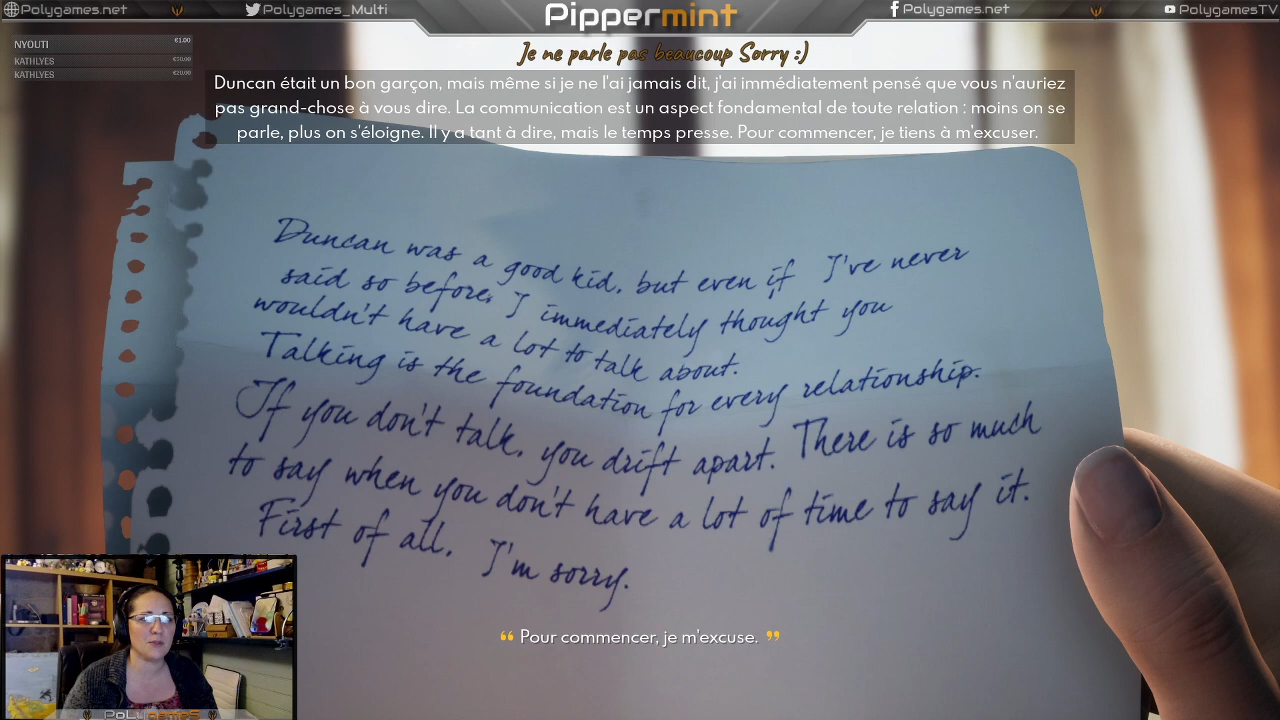 Polygames.net
Polygames_Multi
Pippermint
Polygames.net
PolygamesTV
Je ne parle pas beaucoup Sorry :)
NYOUTI €1.00
KATHLYES €10.00
KATHLYES €20.00
Duncan était un bon garçon, mais même si je ne l'ai jamais dit, j'ai immédiatement pensé que vous n'auriez
pas grand-chose à vous dire. La communication est un aspect fondamental de toute relation : moins on se
parle, plus on s'éloigne. Il y a tant à dire, mais le temps presse. Pour commencer, je tiens à m'excuser.
Duncan was a good kid, but even if I've never
said so before, I immediately thought you
wouldn't have a lot to talk about.
Talking is the foundation for every relationship.
If you don't talk, you drift apart. There is so much
to say when you don't have a lot of time to say it.
First of all, I'm sorry.
“ Pour commencer, je m'excuse. ”
PoLygameS